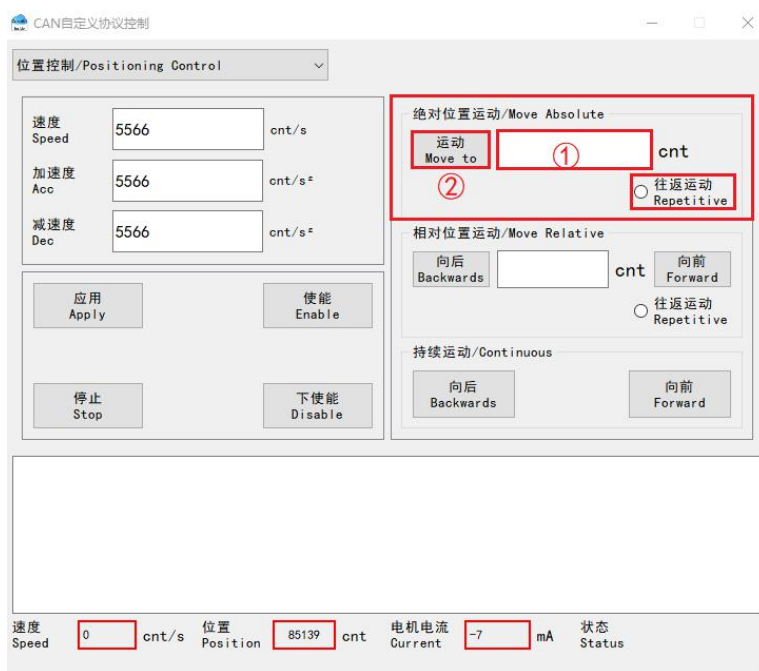 CAN自定义协议控制
位置控制/Positioning Control
速度
Speed
5566
cnt/s
加速度
Acc
5566
cnt/s²
减速度
Dec
5566
cnt/s²
应用
Apply
使能
Enable
停止
Stop
下使能
Disable
绝对位置运动/Move Absolute
运动
Move to
①
cnt
②
往返运动
Repetitive
相对位置运动/Move Relative
向后
Backwards
cnt
向前
Forward
往返运动
Repetitive
持续运动/Continuous
向后
Backwards
向前
Forward
速度
Speed
0
cnt/s
位置
Position
85139
cnt
电机电流
Current
-7
mA
状态
Status